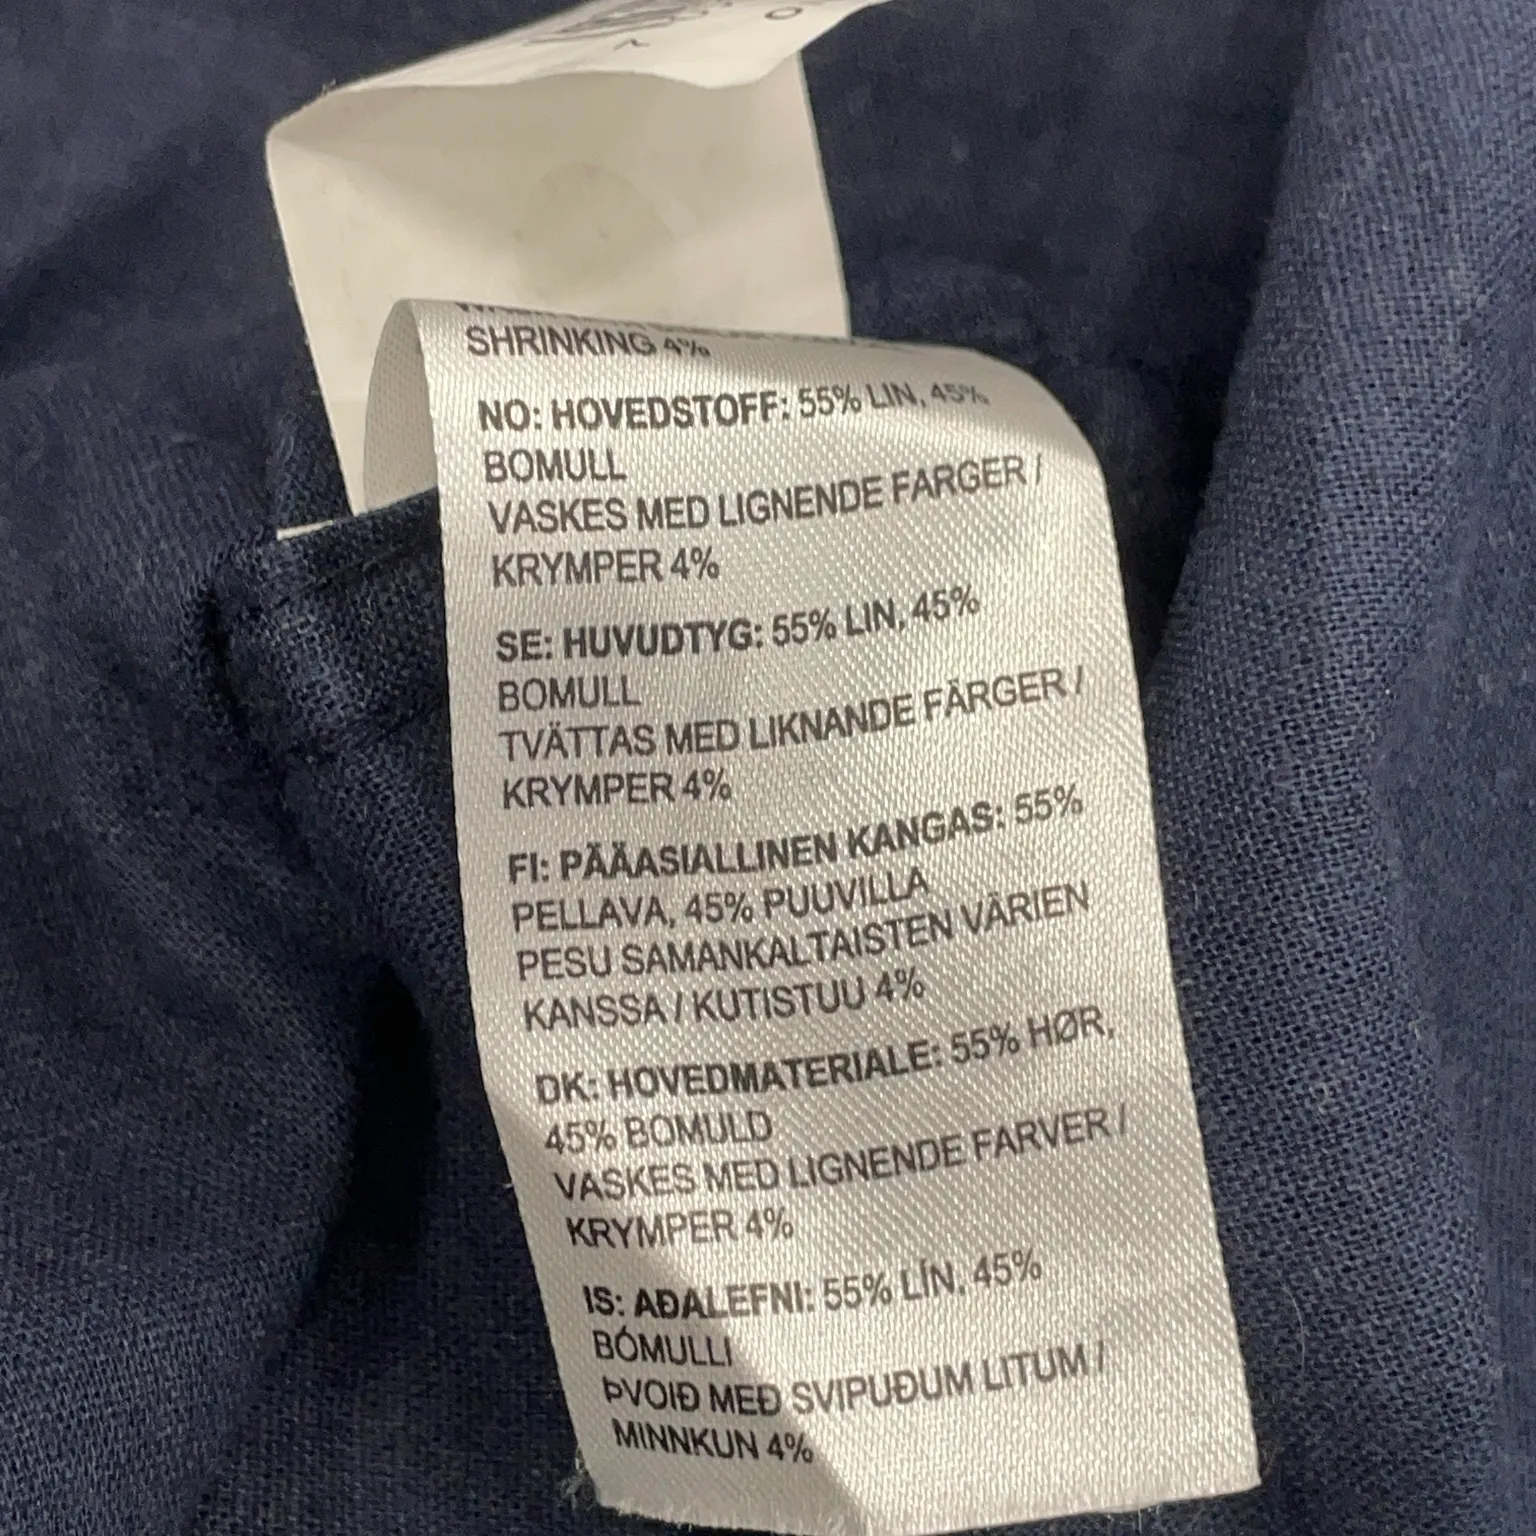 SHRINKING 4%
NO: HOVEDSTOFF: 55% LIN, 45%
BOMULL
VASKES MED LIGNENDE FARGER /
KRYMPER 4%
SE: HUVUDTYG: 55% LIN, 45%
BOMULL
TVÄTTAS MED LIKNANDE FÄRGER /
KRYMPER 4%
FI: PÄÄASIALLINEN KANGAS: 55%
PELLAVA, 45% PUUVILLA
PESU SAMANKALTAISTEN VÄRIEN
KANSSA / KUTISTUU 4%
DK: HOVEDMATERIALE: 55% HØR,
45% BOMULD
VASKES MED LIGNENDE FARVER /
KRYMPER 4%
IS: AÐALEFNI: 55% LÍN, 45%
BÓMULLI
ÞVOIÐ MEÐ SVIPUÐUM LITUM /
MINNKUN 4%